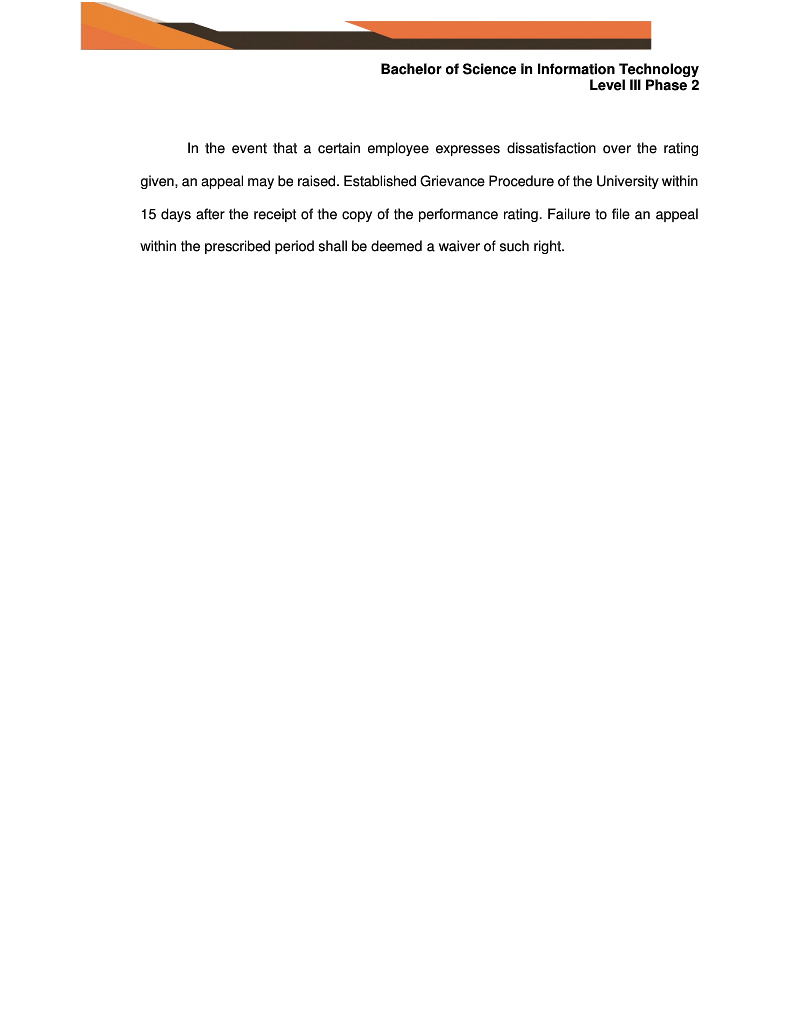 Bachelor of Science in Information Technology
Level III Phase 2
In the event that a certain employee expresses dissatisfaction over the rating
given, an appeal may be raised. Established Grievance Procedure of the University within
15 days after the receipt of the copy of the performance rating. Failure to file an appeal
within the prescribed period shall be deemed a waiver of such right.